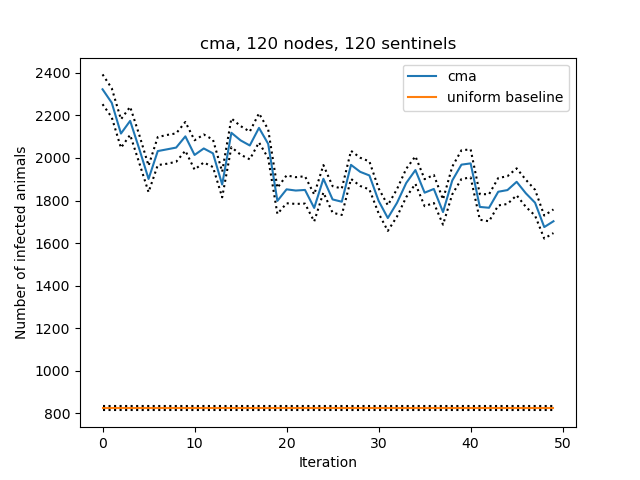 cma, 120 nodes, 120 sentinels
cma
uniform baseline
Number of infected animals
2400
2200
2000
1800
1600
1400
1200
1000
800
0 10 20 30 40 50
Iteration